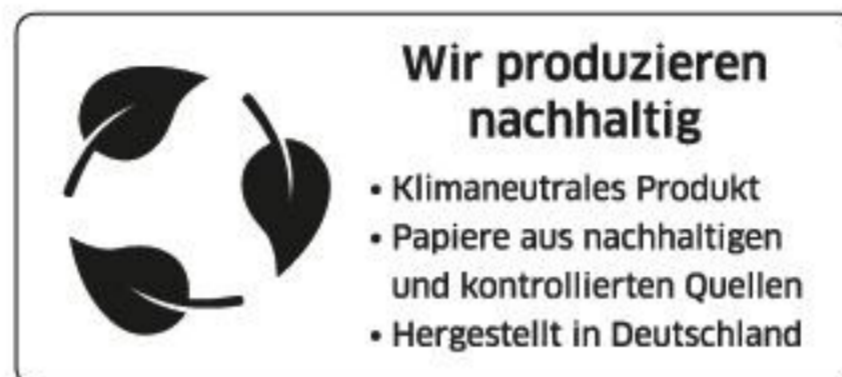 Wir produzieren
nachhaltig
• Klimaneutrales Produkt
• Papiere aus nachhaltigen
und kontrollierten Quellen
• Hergestellt in Deutschland